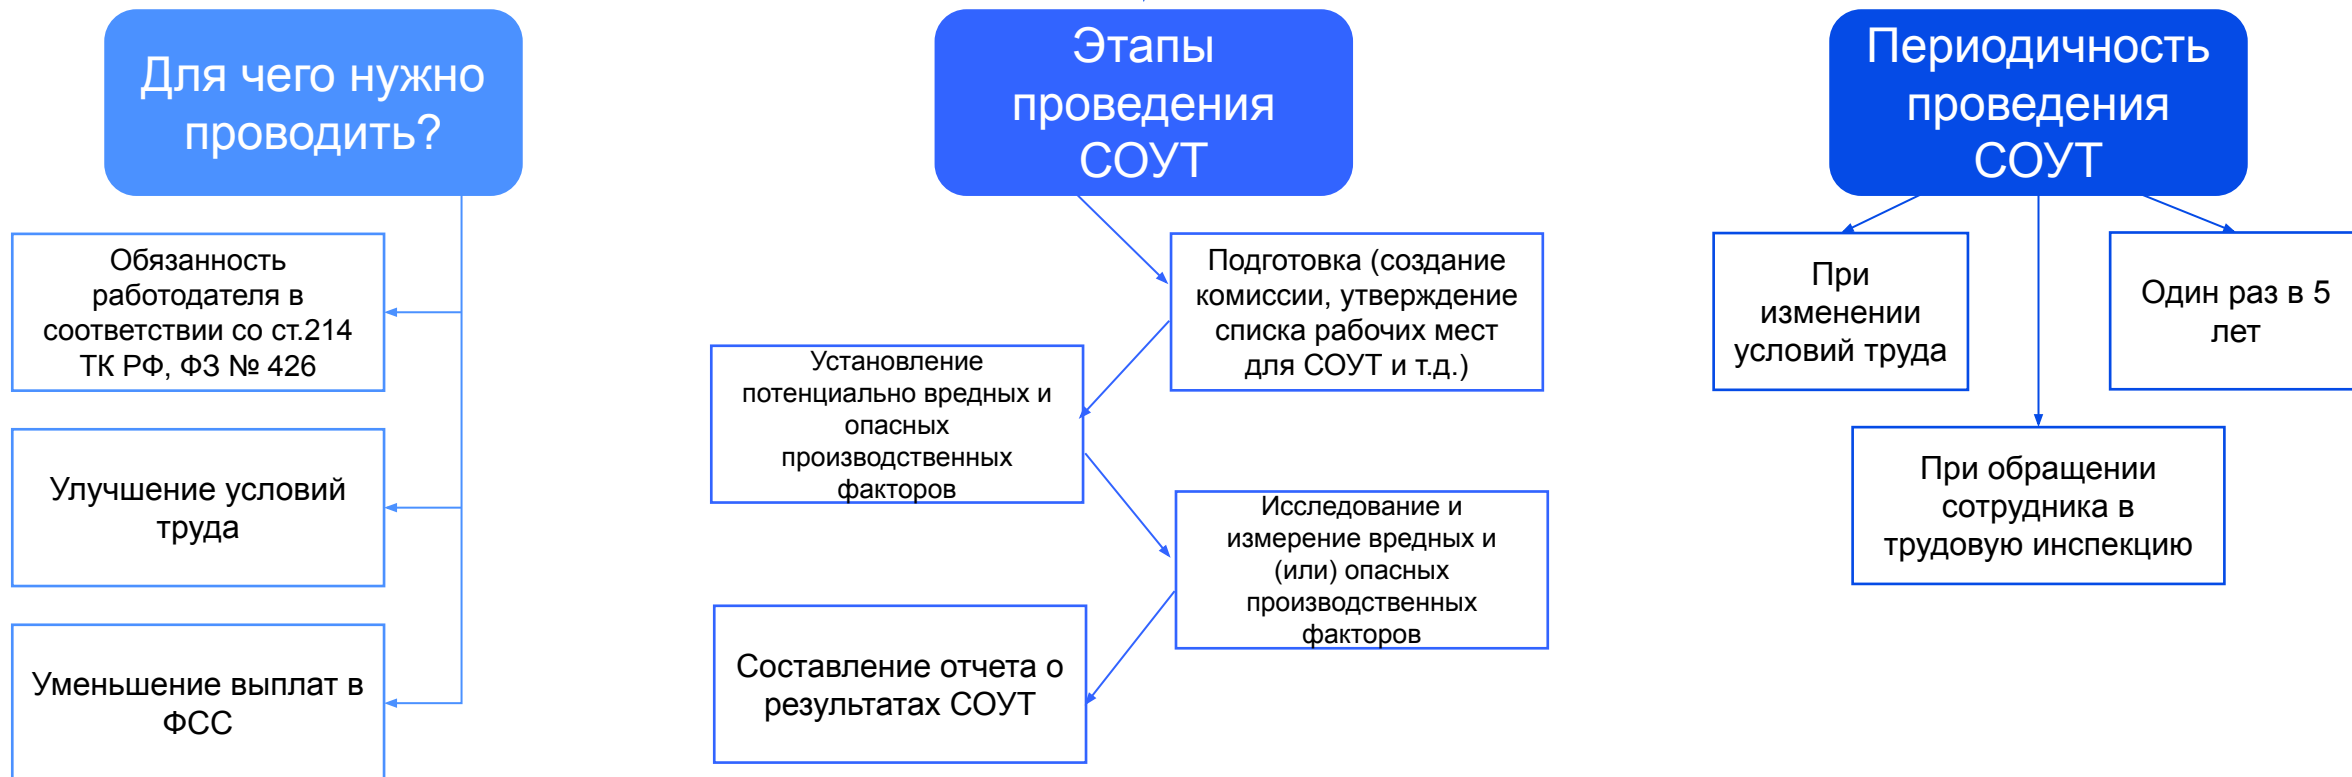 Для чего нужно
проводить?
Обязанность
работодателя в
соответствии со ст.214
ТК РФ, ФЗ № 426
Улучшение условий
труда
Уменьшение выплат в
ФСС
Этапы
проведения
СОУТ
Подготовка (создание
комиссии, утверждение
списка рабочих мест
для СОУТ и т.д.)
Установление
потенциально вредных и
опасных
производственных
факторов
Исследование и
измерение вредных и
(или) опасных
производственных
факторов
Составление отчета о
результатах СОУТ
Периодичность
проведения
СОУТ
При
изменении
условий труда
Один раз в 5
лет
При обращении
сотрудника в
трудовую инспекцию